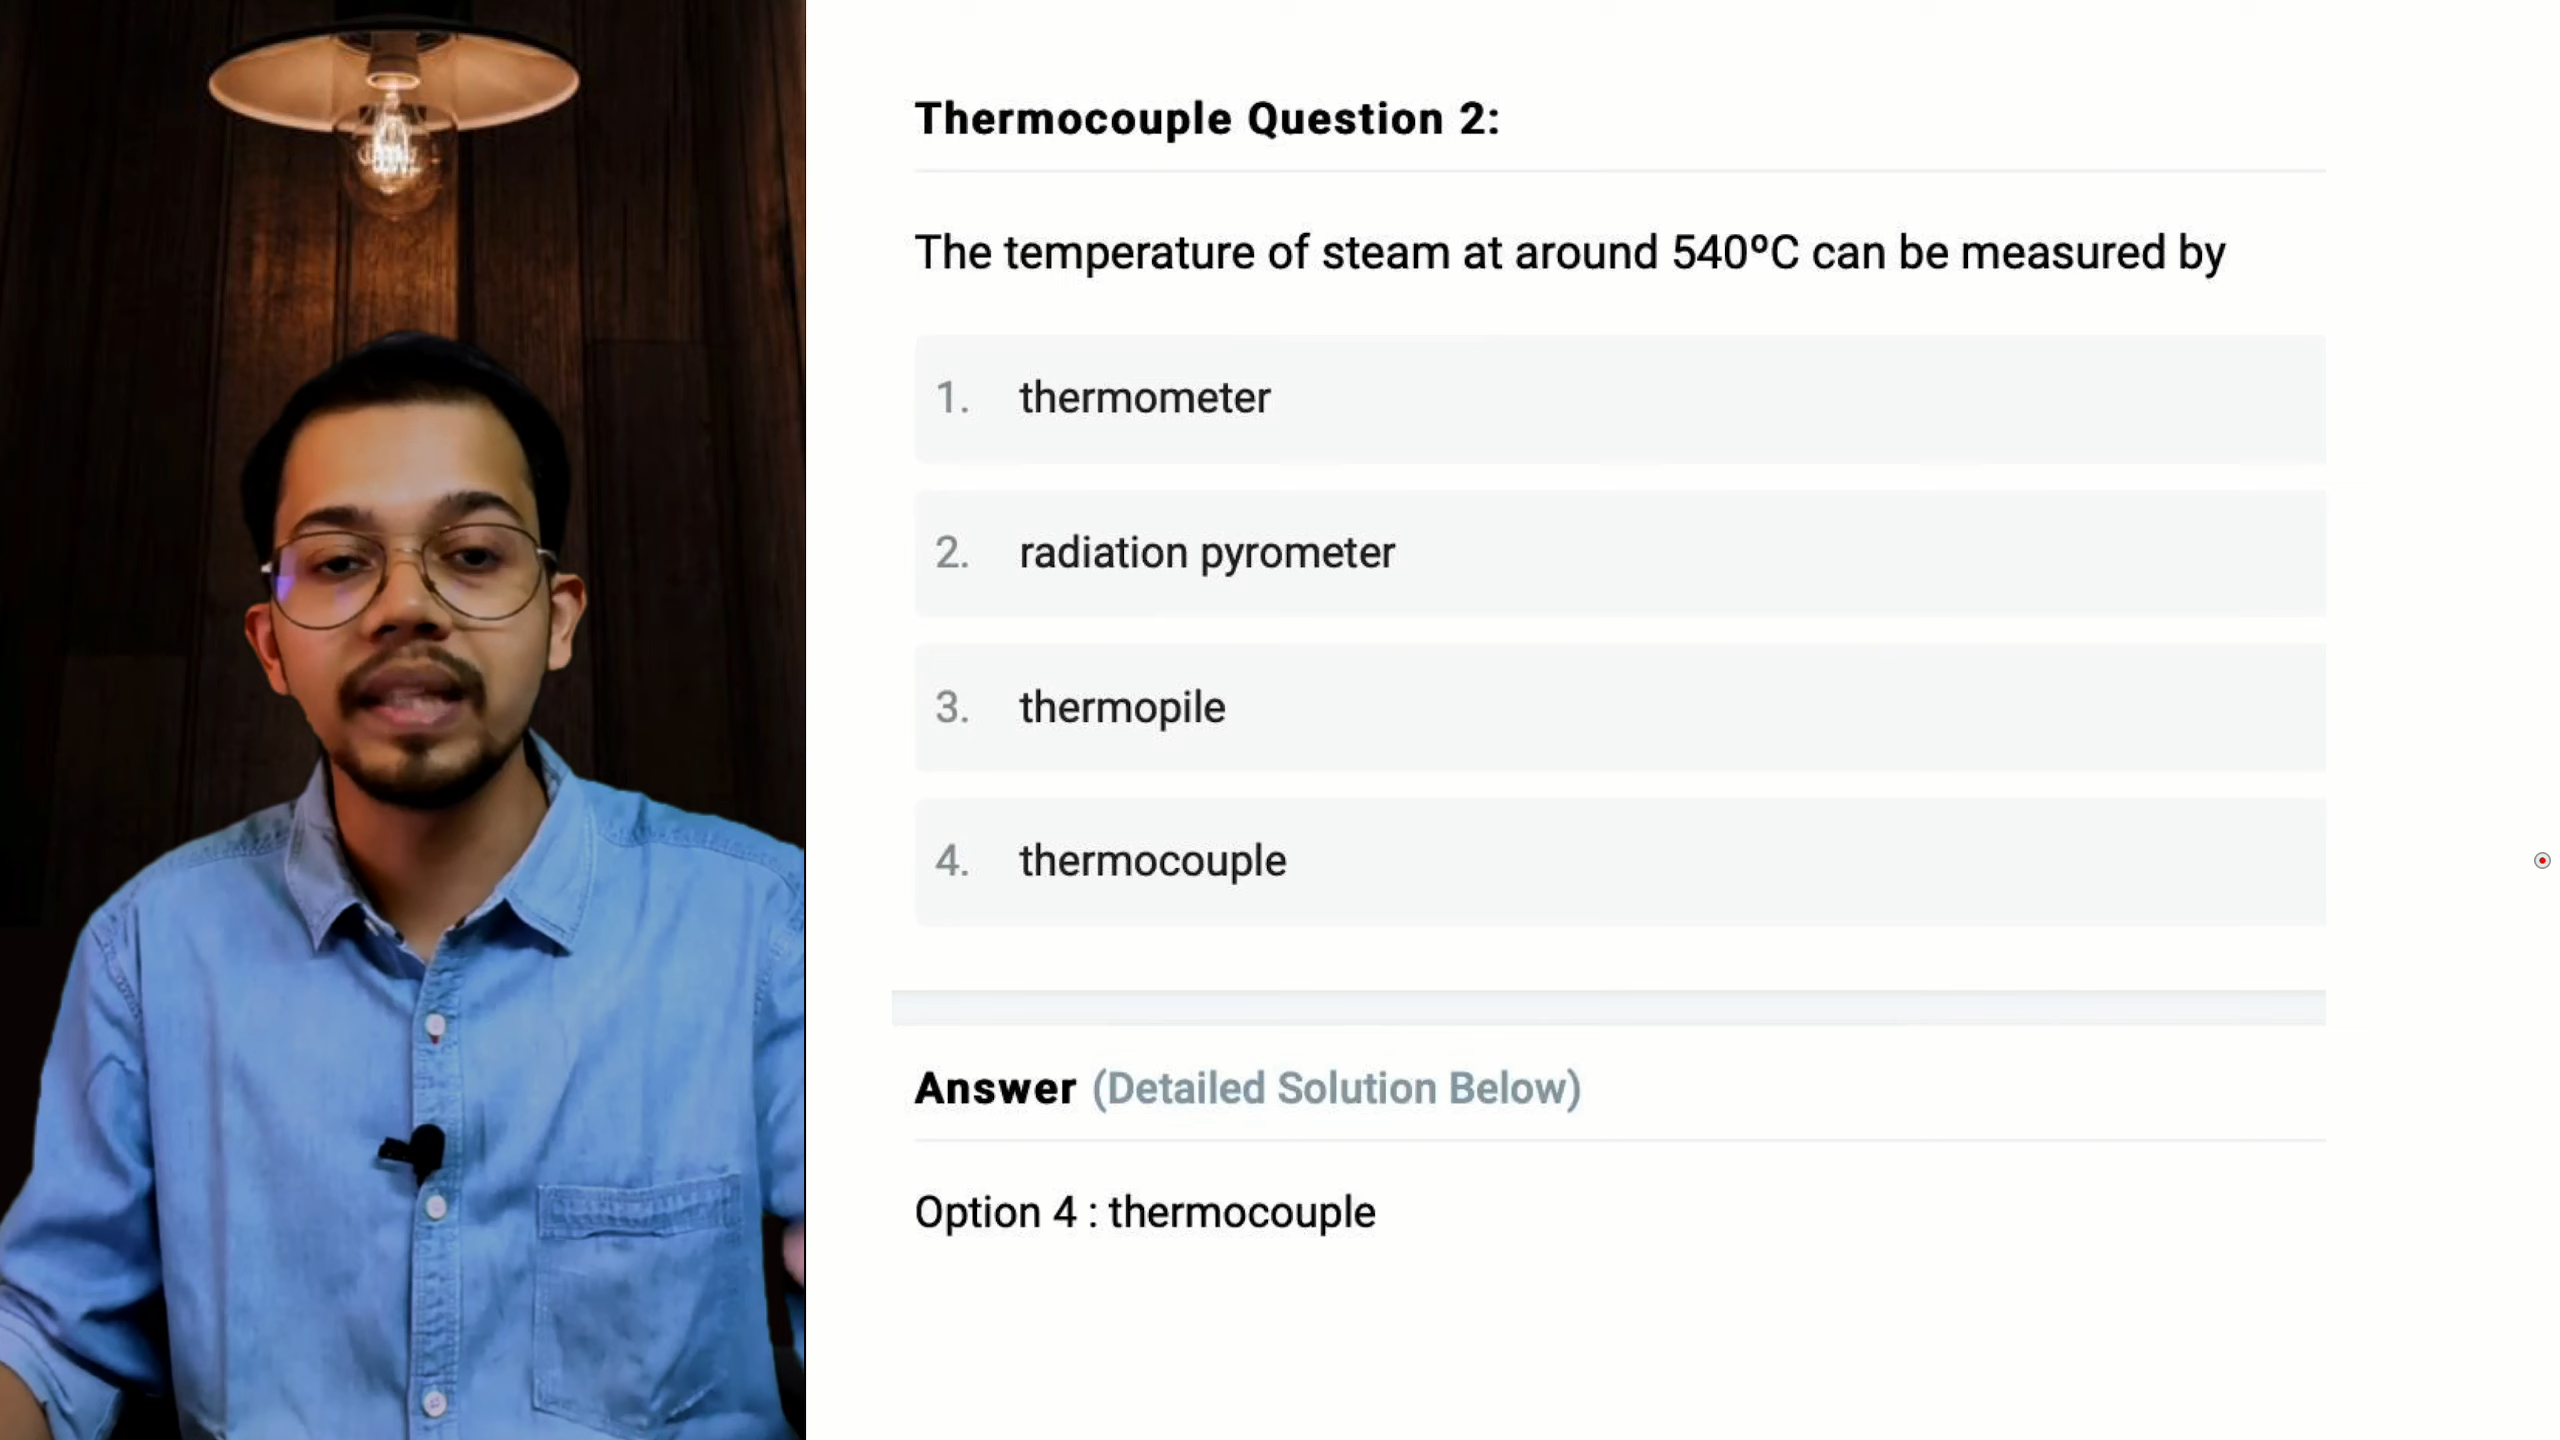 Thermocouple Question 2:
The temperature of steam at around 540ºC can be measured by
1. thermometer
2. radiation pyrometer
3. thermopile
4. thermocouple
Answer (Detailed Solution Below)
Option 4 : thermocouple